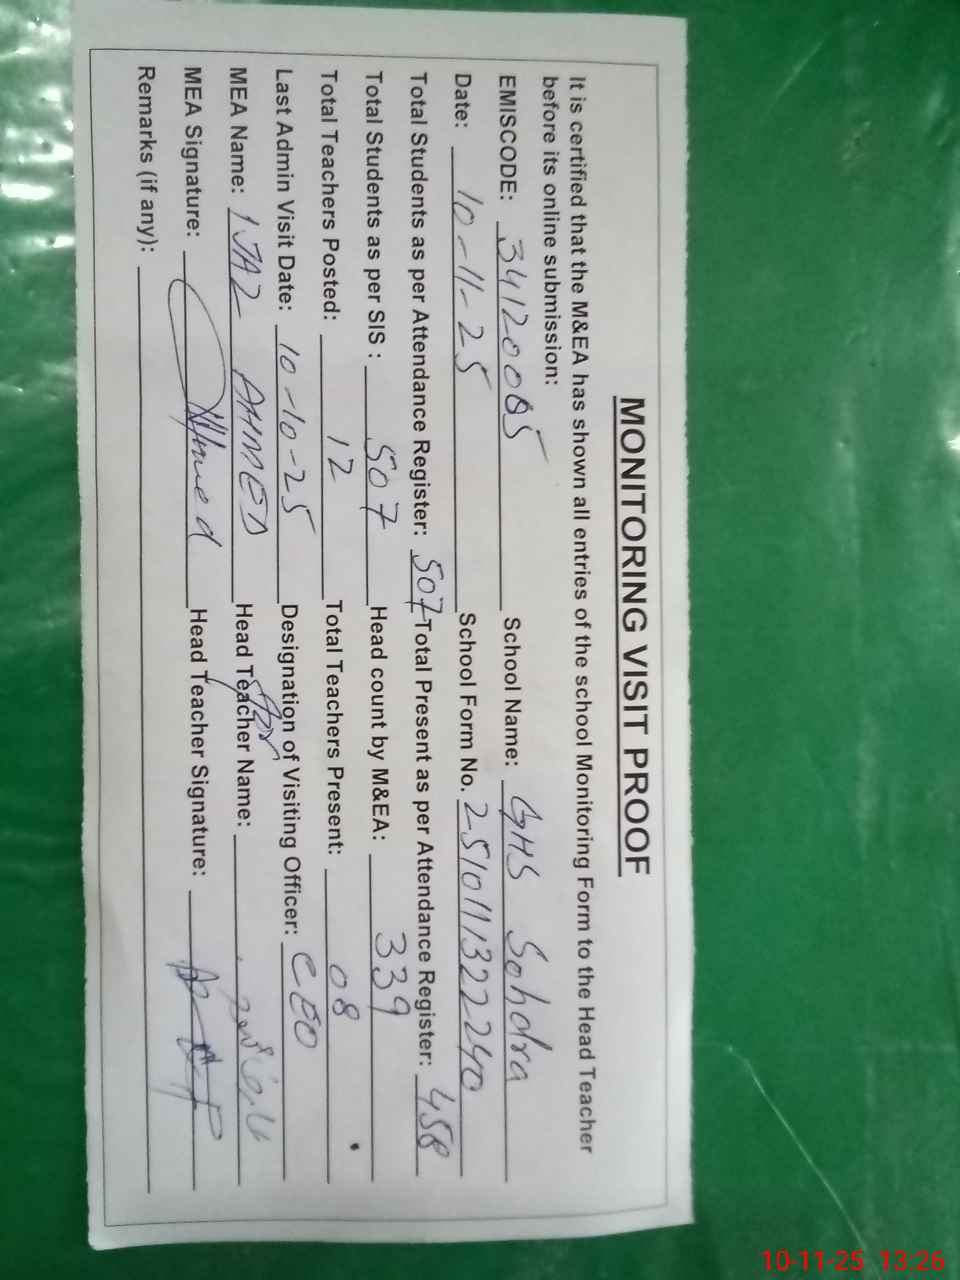 MONITORING VISIT PROOF
It is certified that the M&EA has shown all entries of the school Monitoring Form to the Head Teacher
before its online submission:
EMISCODE: 34120085 School Name: GHS Sohdra
Date: 10-11-25 School Form No. 2-51011322240
Total Students as per Attendance Register: 507 Total Present as per Attendance Register: 458
Total Students as per SIS : 507 Head count by M&EA: 339
Total Teachers Posted: 12 Total Teachers Present: 08
Last Admin Visit Date: 10-10-25 Designation of Visiting Officer: CEO
MEA Name: IJAZ AHMED Head Teacher Name:
MEA Signature: Ahmed Head Teacher Signature:
Remarks (if any):
10-11-25 13:26